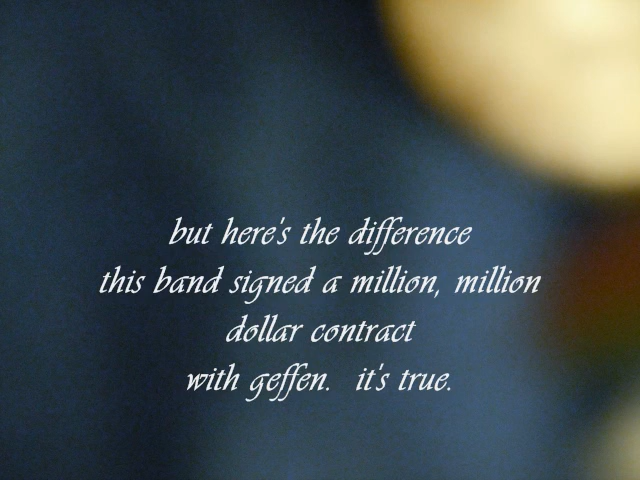 but here's the difference
this band signed a million, million
dollar contract
with geffen.  it's true.